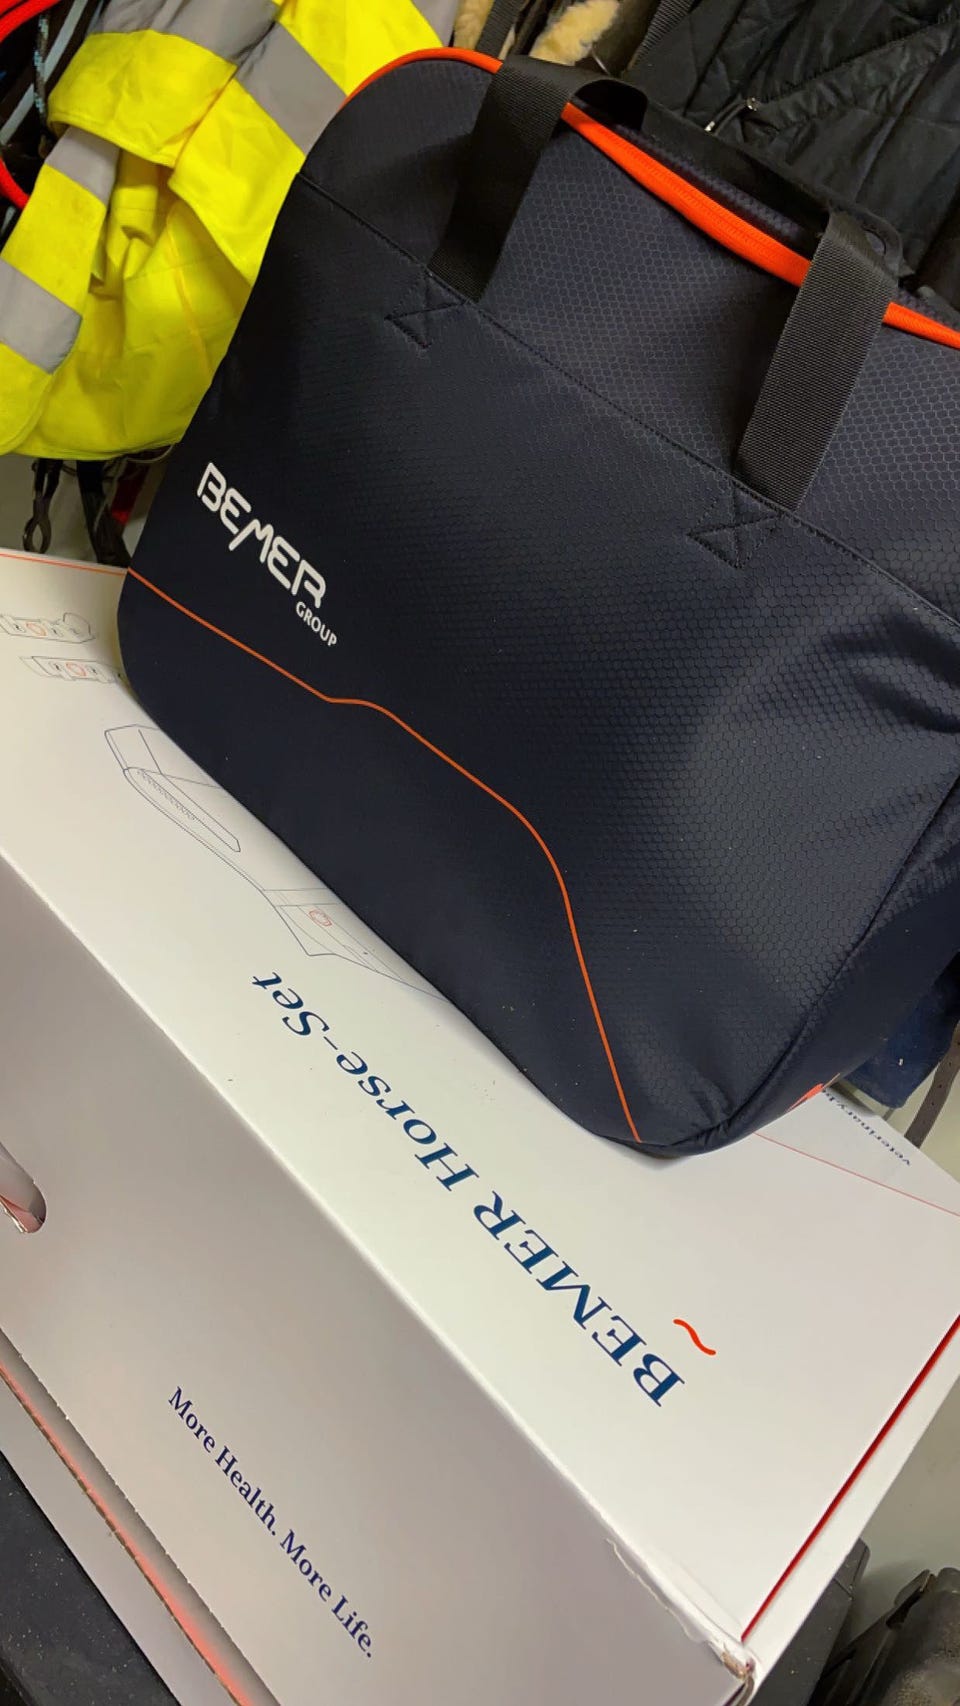 BEMER
GROUP
BEMER Horse-Set
More Health. More Life.